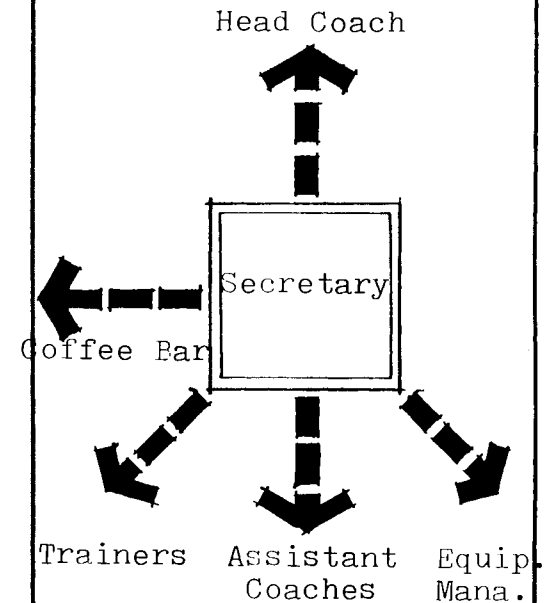 Head Coach
Secretary
Coffee Bar
Trainers
Assistant
Coaches
Equip.
Mana.